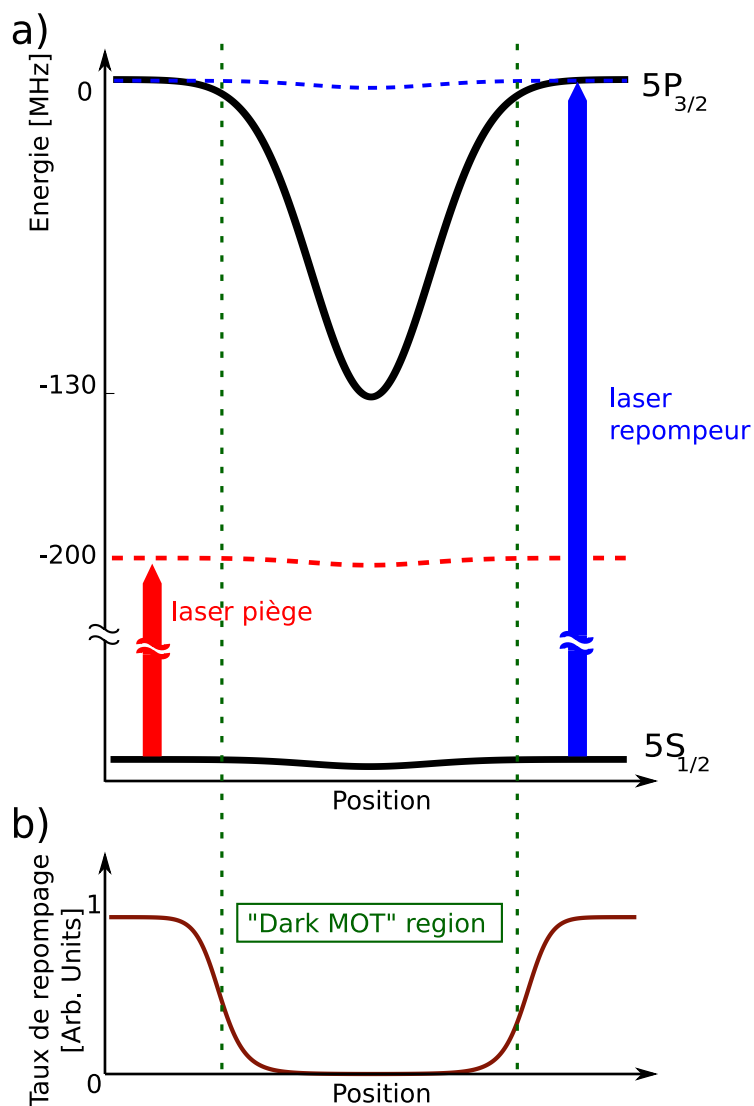 a)
Energie [MHz]
0
-130
-200
5P3/2
laser
repompeur
laser piège
5S1/2
Position
b)
Taux de repompage
[Arb. Units]
1
0
"Dark MOT" region
Position